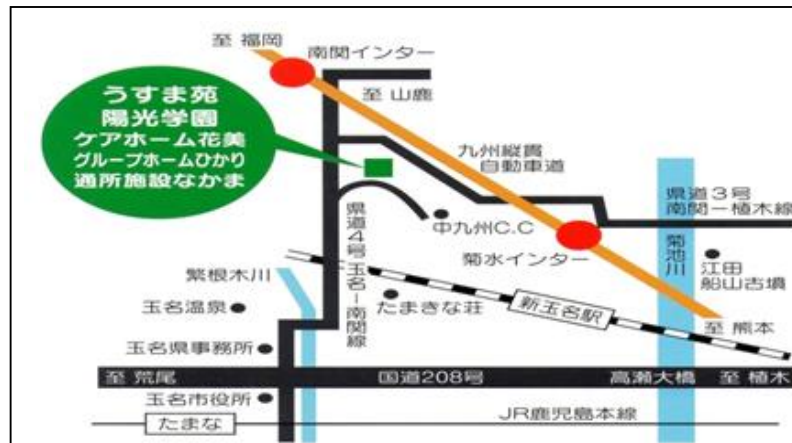 至 福岡
南関インター
至 山鹿
うすま苑
陽光学園
ケアホーム花美
グループホームひかり
通所施設なかま
九州縦貫
自動車道
県道3号
南関ー植木線
中九州C.C
県道4号 玉名ー南関線
菊水インター
菊池川
江田
船山古墳
繁根木川
玉名温泉
たまきな荘
新玉名駅
至 熊本
玉名県事務所
至 荒尾
国道208号
高瀬大橋
至 植木
玉名市役所
たまな
JR鹿児島本線